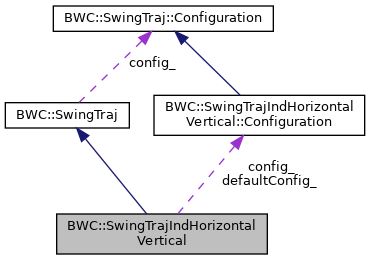 BWC::SwingTraj::Configuration
config_
BWC::SwingTraj
BWC::SwingTrajIndHorizontal
Vertical::Configuration
config_
defaultConfig_
BWC::SwingTrajIndHorizontal
Vertical